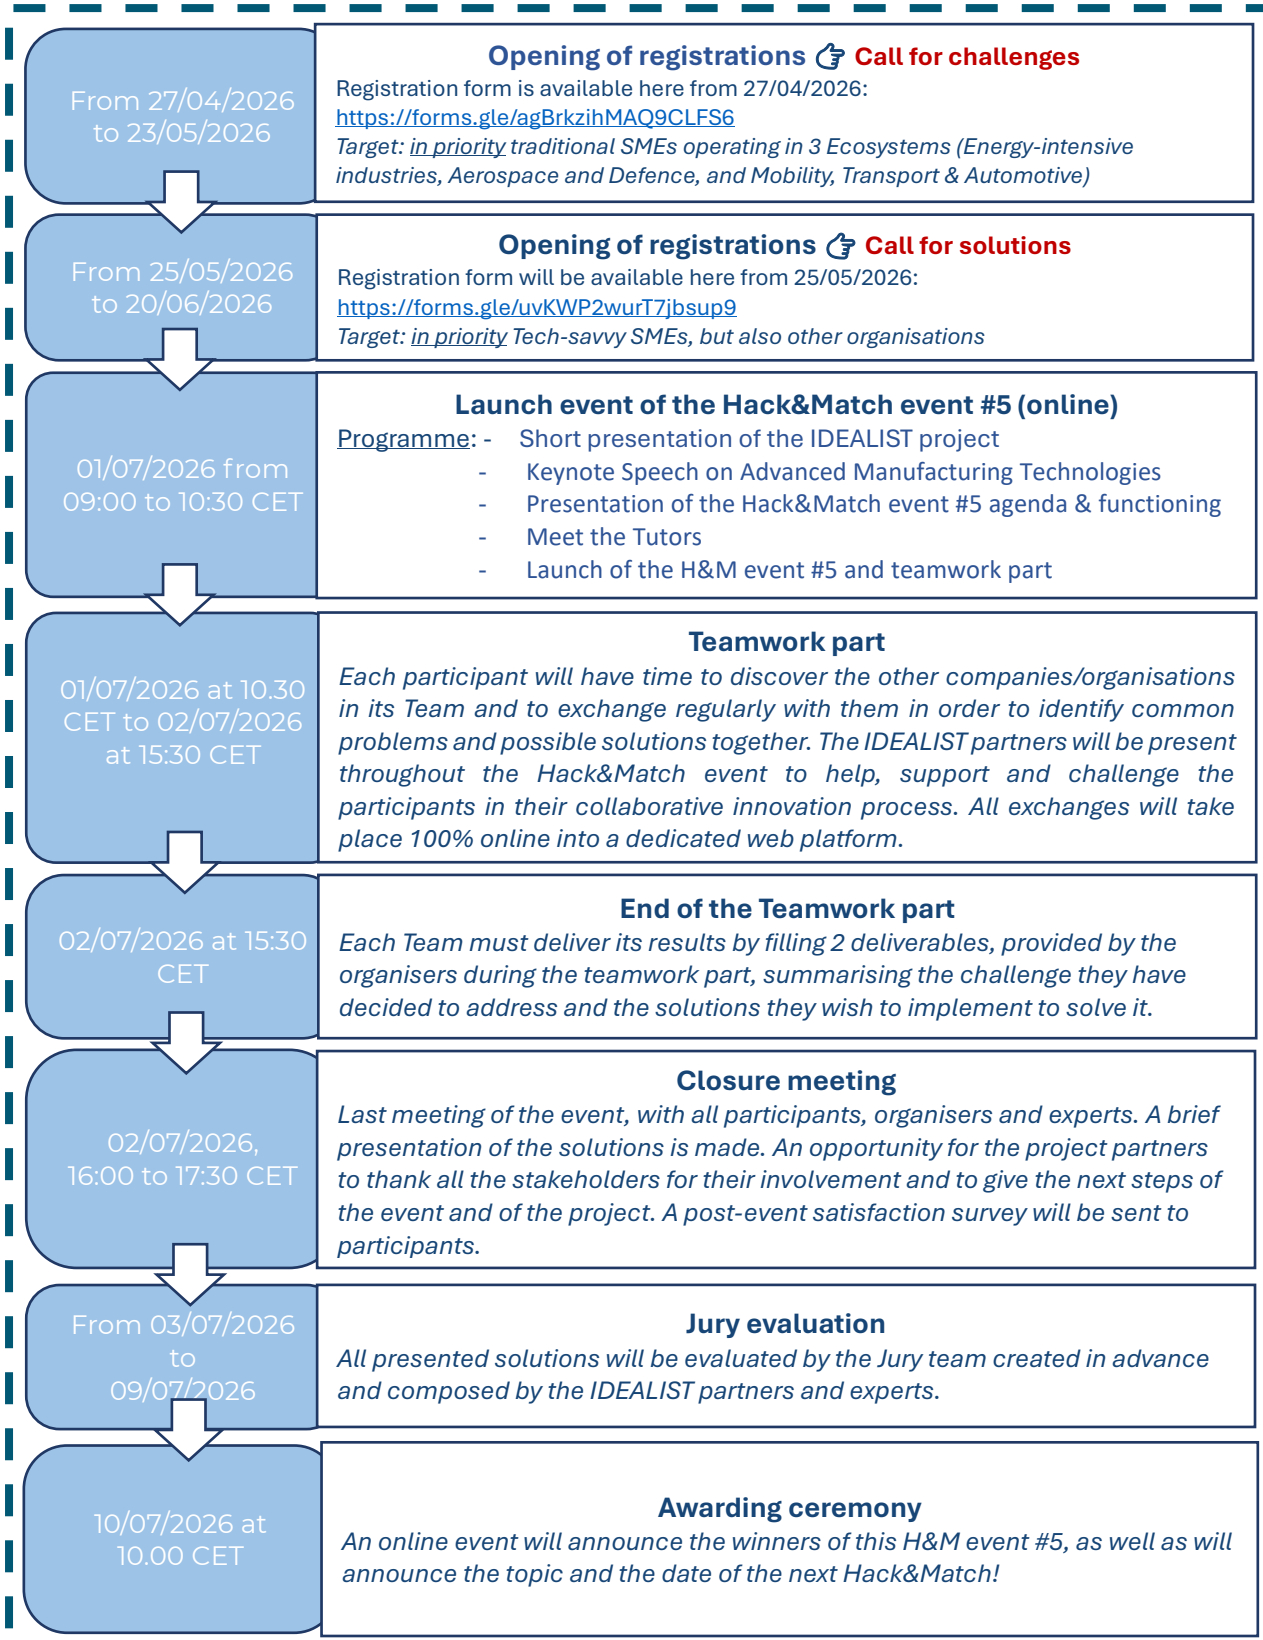 From 27/04/2026
to 23/05/2026
Opening of registrations Call for challenges
Registration form is available here from 27/04/2026:
https://forms.gle/agBrkzihMAQ9CLFS6
Target: in priority traditional SMEs operating in 3 Ecosystems (Energy-intensive
industries, Aerospace and Defence, and Mobility, Transport & Automotive)
From 25/05/2026
to 20/06/2026
Opening of registrations Call for solutions
Registration form will be available here from 25/05/2026:
https://forms.gle/uvKWP2wurT7jbsup9
Target: in priority Tech-savvy SMEs, but also other organisations
01/07/2026 from
09:00 to 10:30 CET
Launch event of the Hack&Match event #5 (online)
Programme: - Short presentation of the IDEALIST project
- Keynote Speech on Advanced Manufacturing Technologies
- Presentation of the Hack&Match event #5 agenda & functioning
- Meet the Tutors
- Launch of the H&M event #5 and teamwork part
01/07/2026 at 10.30
CET to 02/07/2026
at 15:30 CET
Teamwork part
Each participant will have time to discover the other companies/organisations
in its Team and to exchange regularly with them in order to identify common
problems and possible solutions together. The IDEALIST partners will be present
throughout the Hack&Match event to help, support and challenge the
participants in their collaborative innovation process. All exchanges will take
place 100% online into a dedicated web platform.
02/07/2026 at 15:30
CET
End of the Teamwork part
Each Team must deliver its results by filling 2 deliverables, provided by the
organisers during the teamwork part, summarising the challenge they have
decided to address and the solutions they wish to implement to solve it.
02/07/2026,
16:00 to 17:30 CET
Closure meeting
Last meeting of the event, with all participants, organisers and experts. A brief
presentation of the solutions is made. An opportunity for the project partners
to thank all the stakeholders for their involvement and to give the next steps of
the event and of the project. A post-event satisfaction survey will be sent to
participants.
From 03/07/2026
to
09/07/2026
Jury evaluation
All presented solutions will be evaluated by the Jury team created in advance
and composed by the IDEALIST partners and experts.
10/07/2026 at
10.00 CET
Awarding ceremony
An online event will announce the winners of this H&M event #5, as well as will
announce the topic and the date of the next Hack&Match!